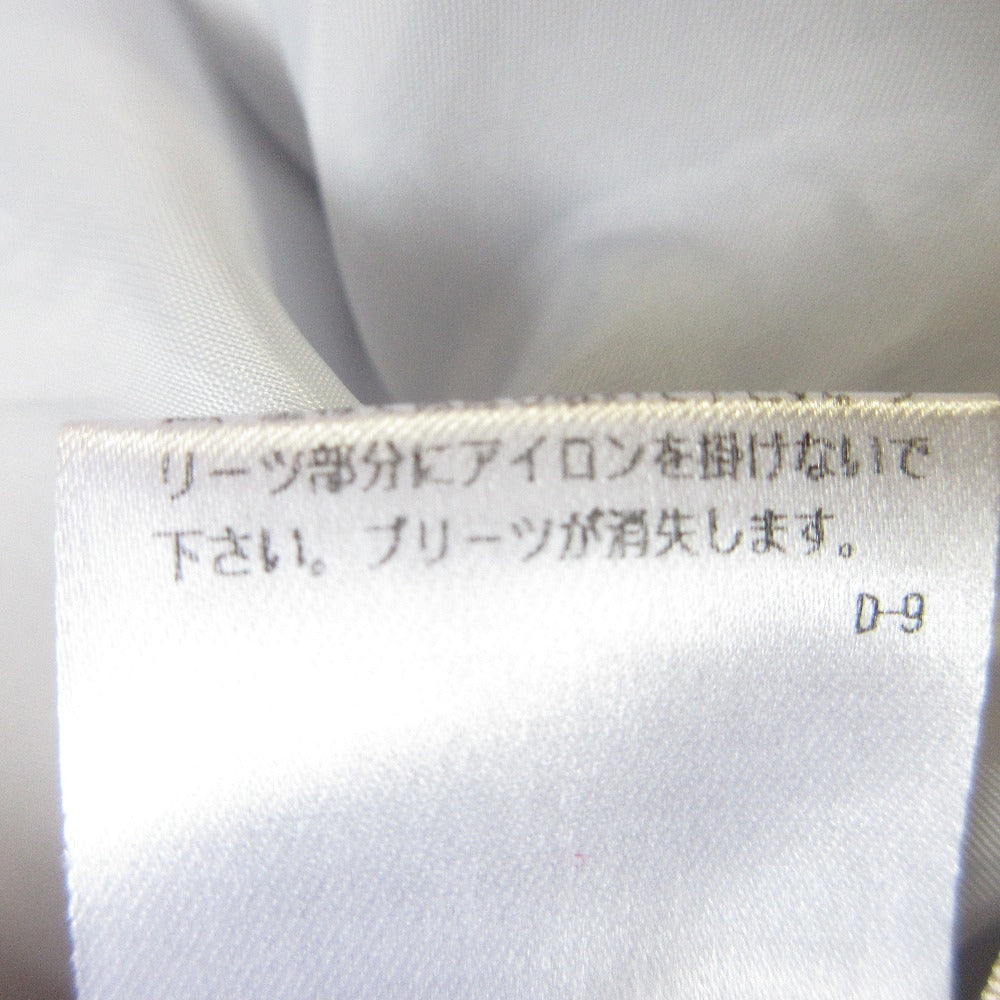 リーツ部分にアイロンを掛けないで
下さい。プリーツが消失します。
D-9